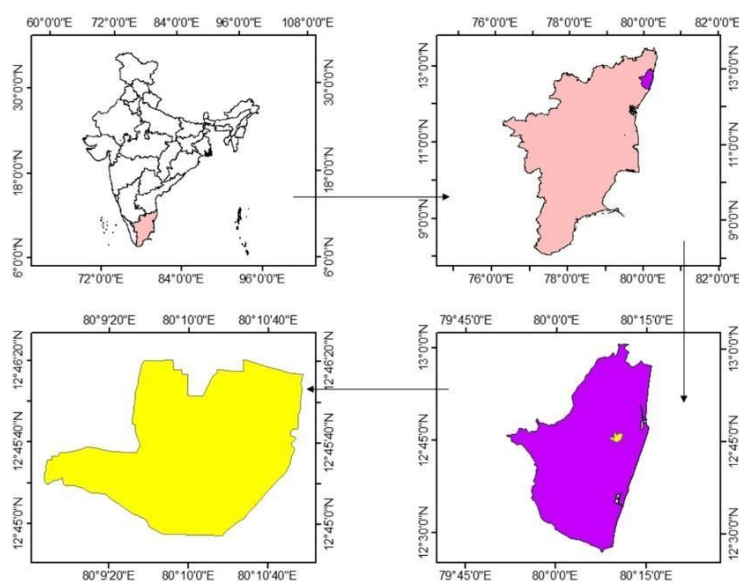 60°0'0"E 72°0'0"E 84°0'0"E 96°0'0"E 108°0'0"E
30°0'0"N
18°0'0"N
6°0'0"N
30°0'0"N
18°0'0"N
6°0'0"N
72°0'0"E 84°0'0"E 96°0'0"E
76°0'0"E 78°0'0"E 80°0'0"E 82°0'0"E
13°0'0"N
11°0'0"N
9°0'0"N
13°0'0"N
11°0'0"N
9°0'0"N
76°0'0"E 78°0'0"E 80°0'0"E 82°0'0"E
80°9'20"E 80°10'0"E 80°10'40"E
12°46'20"N
12°45'40"N
12°45'0"N
12°46'20"N
12°45'40"N
12°45'0"N
80°9'20"E 80°10'0"E 80°10'40"E
79°45'0"E 80°0'0"E 80°15'0"E
13°0'0"N
12°45'0"N
12°30'0"N
13°0'0"N
12°45'0"N
12°30'0"N
79°45'0"E 80°0'0"E 80°15'0"E